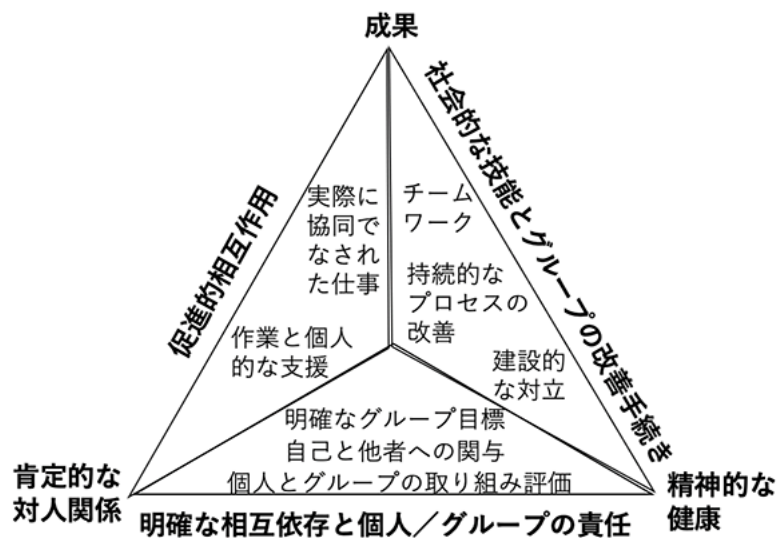 成果
社会的な技能とグループの改善手続き
促進的相互作用
実際に
協同で
なされ
た仕事
作業と個人
的な支援
チーム
ワーク
持続的な
プロセスの
改善
建設的
な対立
明確なグループ目標
自己と他者への関与
個人とグループの取り組み評価
肯定的な
対人関係
精神的な
健康
明確な相互依存と個人／グループの責任